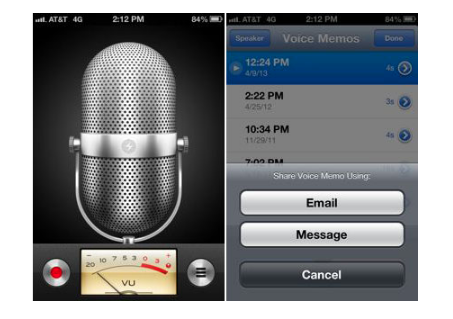 AT&T 4G 2:12 PM 84%
- +
20 10 7 5 3 0 3
VU
AT&T 4G 2:12 PM 84%
Speaker Voice Memos Done
12:24 PM
4/9/13
4s
2:22 PM
4/25/12
3s
10:34 PM
11/29/11
4s
7:02 PM
Share Voice Memo Using:
Email
Message
Cancel